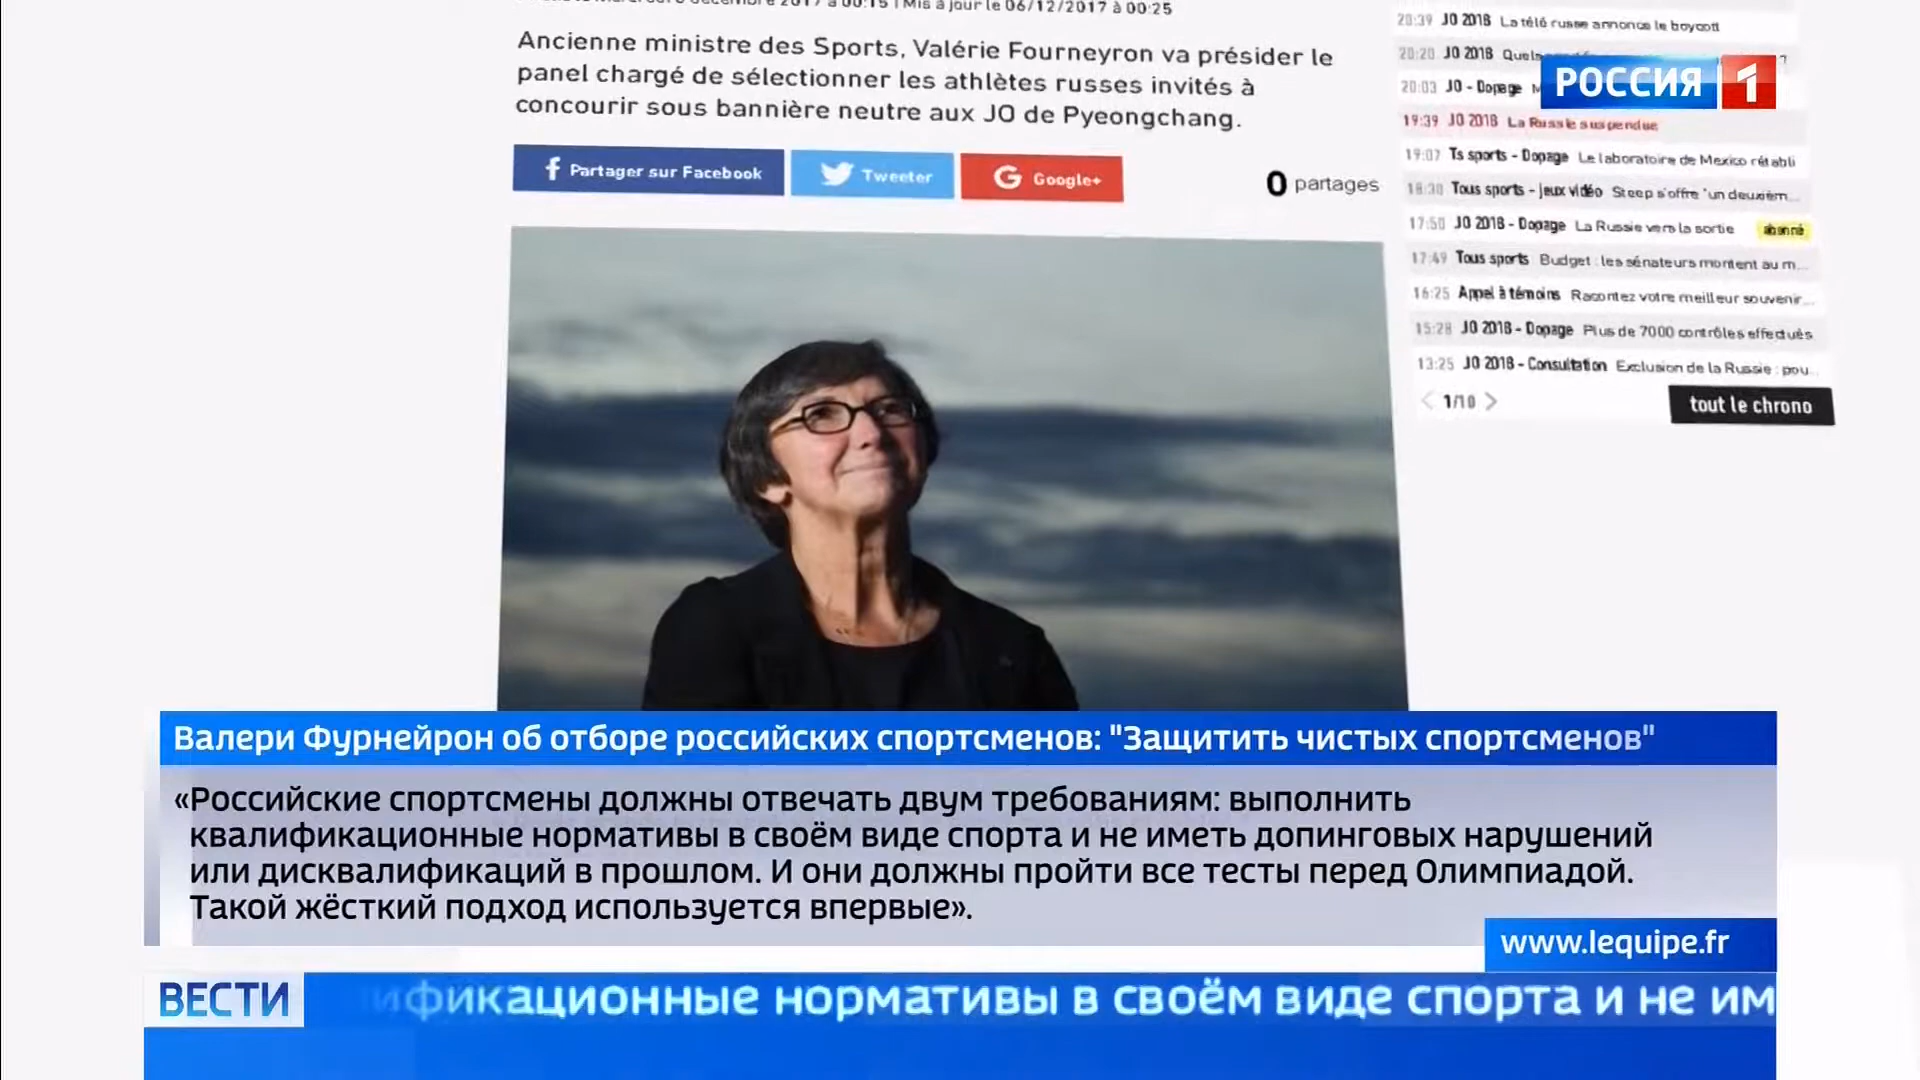 Mis à jour le 06/12/2017 à 00:25
Ancienne ministre des Sports, Valérie Fourneyron va présider le
panel chargé de sélectionner les athlètes russes invités à
concourir sous bannière neutre aux JO de Pyeongchang.
Partager sur Facebook
Tweeter
Google+
0 partages
20:39 JO 2018 La télé russe annonce le boycott
20:20 JO 2018
20:03 JO - Dopage
19:39 JO 2018 La Russie suspendue
19:07 Ts sports - Dopage Le laboratoire de Mexico rétabli
18:30 Tous sports - jeux vidéo Steep s'offre "un deuxièm...
17:50 JO 2018 - Dopage La Russie vers la sortie abonné
17:49 Tous sports Budget : les sénateurs montent au m...
16:25 Appel à témoins Racontez votre meilleur souvenir...
15:28 JO 2018 - Dopage Plus de 7000 contrôles effectués
13:25 JO 2018 - Consultation Exclusion de la Russie : pou...
< 1/10 >
tout le chrono
РОССИЯ 1
Валери Фурнейрон об отборе российских спортсменов: "Защитить чистых спортсменов"
«Российские спортсмены должны отвечать двум требованиям: выполнить
квалификационные нормативы в своём виде спорта и не иметь допинговых нарушений
или дисквалификаций в прошлом. И они должны пройти все тесты перед Олимпиадой.
Такой жёсткий подход используется впервые».
www.lequipe.fr
ВЕСТИ
ификационные нормативы в своём виде спорта и не им